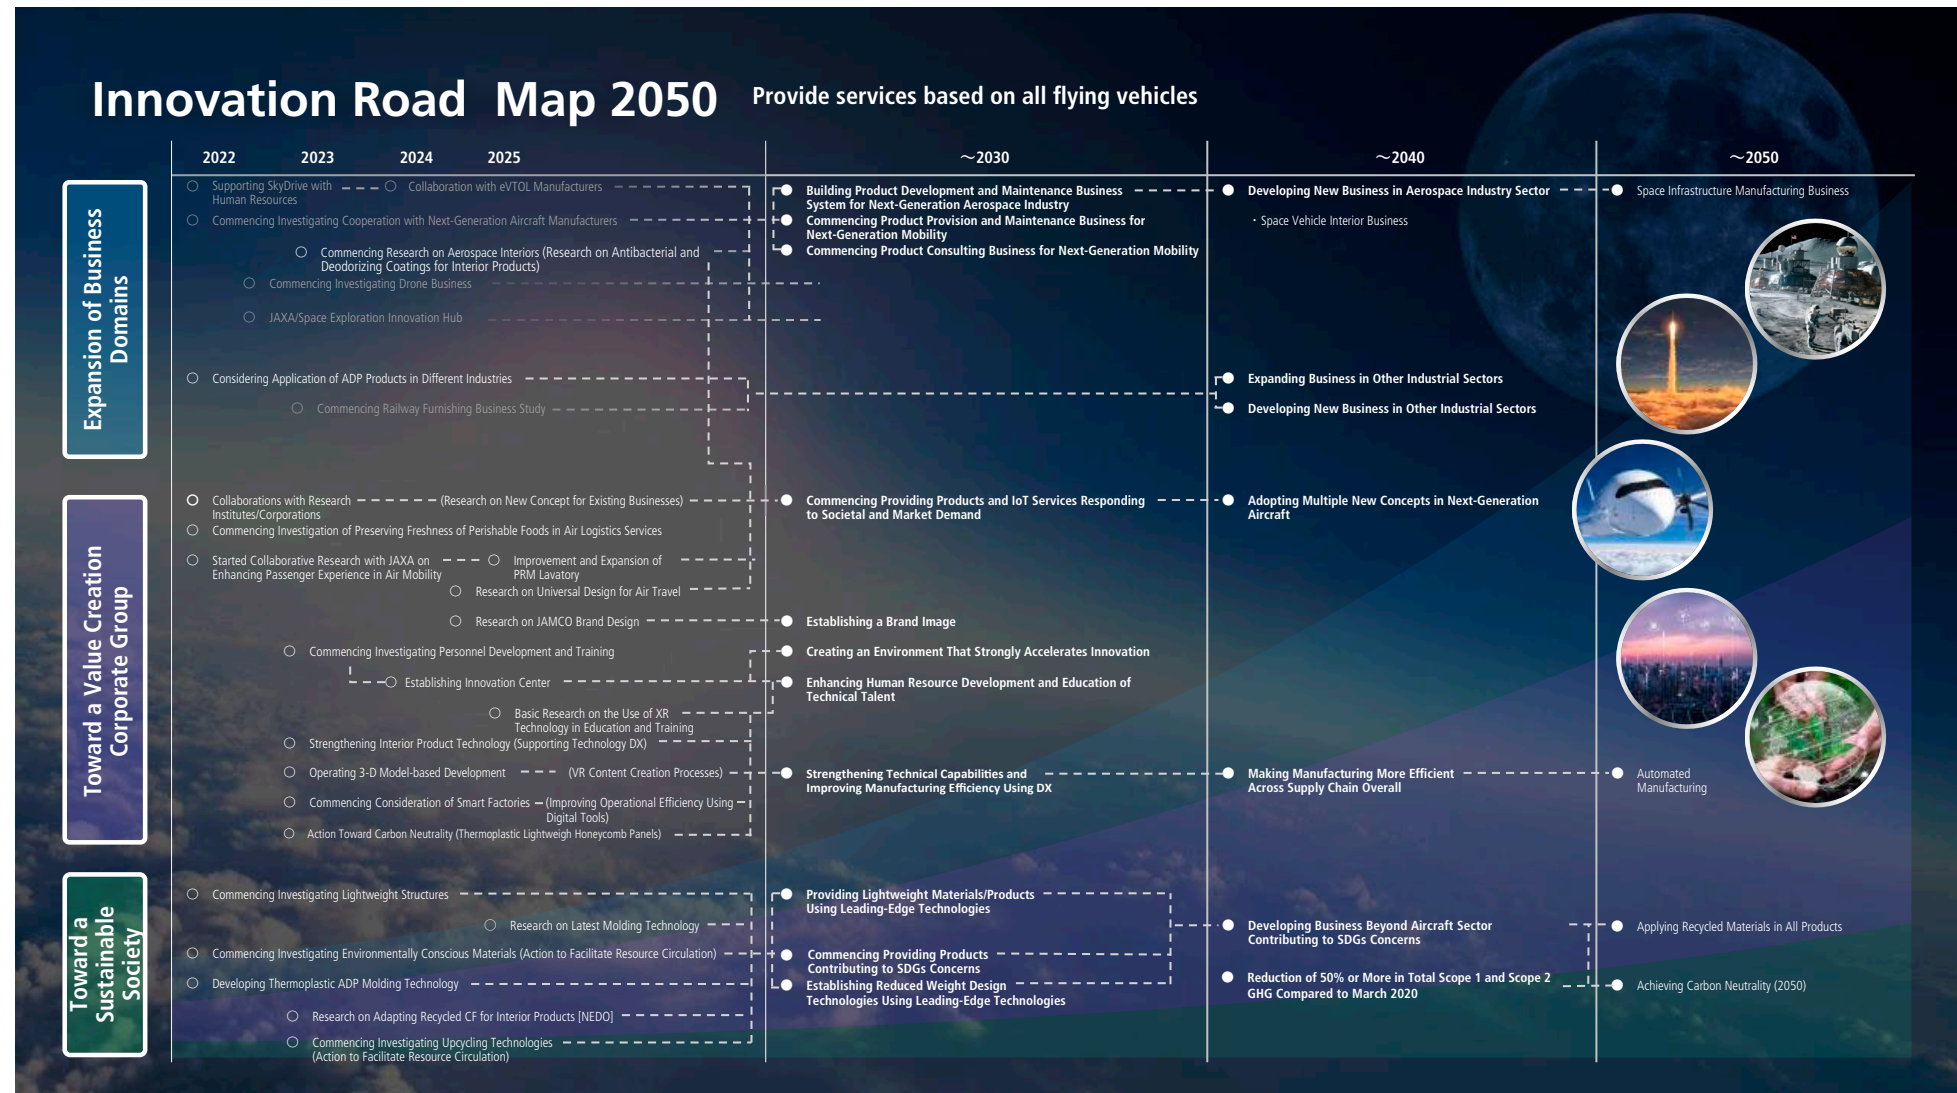 Innovation Road Map 2050
Provide services based on all flying vehicles
2022
2023
2024
2025
～2030
～2040
～2050
Expansion of Business
Domains
Supporting SkyDrive with
Human Resources
Collaboration with eVTOL Manufacturers
Commencing Investigating Cooperation with Next-Generation Aircraft Manufacturers
Commencing Research on Aerospace Interiors (Research on Antibacterial and
Deodorizing Coatings for Interior Products)
Commencing Investigating Drone Business
JAXA/Space Exploration Innovation Hub
Considering Application of ADP Products in Different Industries
Commencing Railway Furnishing Business Study
Building Product Development and Maintenance Business
System for Next-Generation Aerospace Industry
Commencing Product Provision and Maintenance Business for
Next-Generation Mobility
Commencing Product Consulting Business for Next-Generation Mobility
Developing New Business in Aerospace Industry Sector
・Space Vehicle Interior Business
Expanding Business in Other Industrial Sectors
Developing New Business in Other Industrial Sectors
Space Infrastructure Manufacturing Business
Toward a Value Creation
Corporate Group
Collaborations with Research
Institutes/Corporations
(Research on New Concept for Existing Businesses)
Commencing Investigation of Preserving Freshness of Perishable Foods in Air Logistics Services
Started Collaborative Research with JAXA on
Enhancing Passenger Experience in Air Mobility
Improvement and Expansion of
PRM Lavatory
Research on Universal Design for Air Travel
Research on JAMCO Brand Design
Commencing Investigating Personnel Development and Training
Establishing Innovation Center
Basic Research on the Use of XR
Technology in Education and Training
Strengthening Interior Product Technology (Supporting Technology DX)
Operating 3-D Model-based Development
(VR Content Creation Processes)
Commencing Consideration of Smart Factories
(Improving Operational Efficiency Using
Digital Tools)
Action Toward Carbon Neutrality (Thermoplastic Lightweigh Honeycomb Panels)
Commencing Providing Products and IoT Services Responding
to Societal and Market Demand
Establishing a Brand Image
Creating an Environment That Strongly Accelerates Innovation
Enhancing Human Resource Development and Education of
Technical Talent
Strengthening Technical Capabilities and
Improving Manufacturing Efficiency Using DX
Adopting Multiple New Concepts in Next-Generation
Aircraft
Making Manufacturing More Efficient
Across Supply Chain Overall
Automated
Manufacturing
Toward a
Sustainable
Society
Commencing Investigating Lightweight Structures
Research on Latest Molding Technology
Commencing Investigating Environmentally Conscious Materials (Action to Facilitate Resource Circulation)
Developing Thermoplastic ADP Molding Technology
Research on Adapting Recycled CF for Interior Products [NEDO]
Commencing Investigating Upcycling Technologies
(Action to Facilitate Resource Circulation)
Providing Lightweight Materials/Products
Using Leading-Edge Technologies
Commencing Providing Products
Contributing to SDGs Concerns
Establishing Reduced Weight Design
Technologies Using Leading-Edge Technologies
Developing Business Beyond Aircraft Sector
Contributing to SDGs Concerns
Reduction of 50% or More in Total Scope 1 and Scope 2
GHG Compared to March 2020
Applying Recycled Materials in All Products
Achieving Carbon Neutrality (2050)